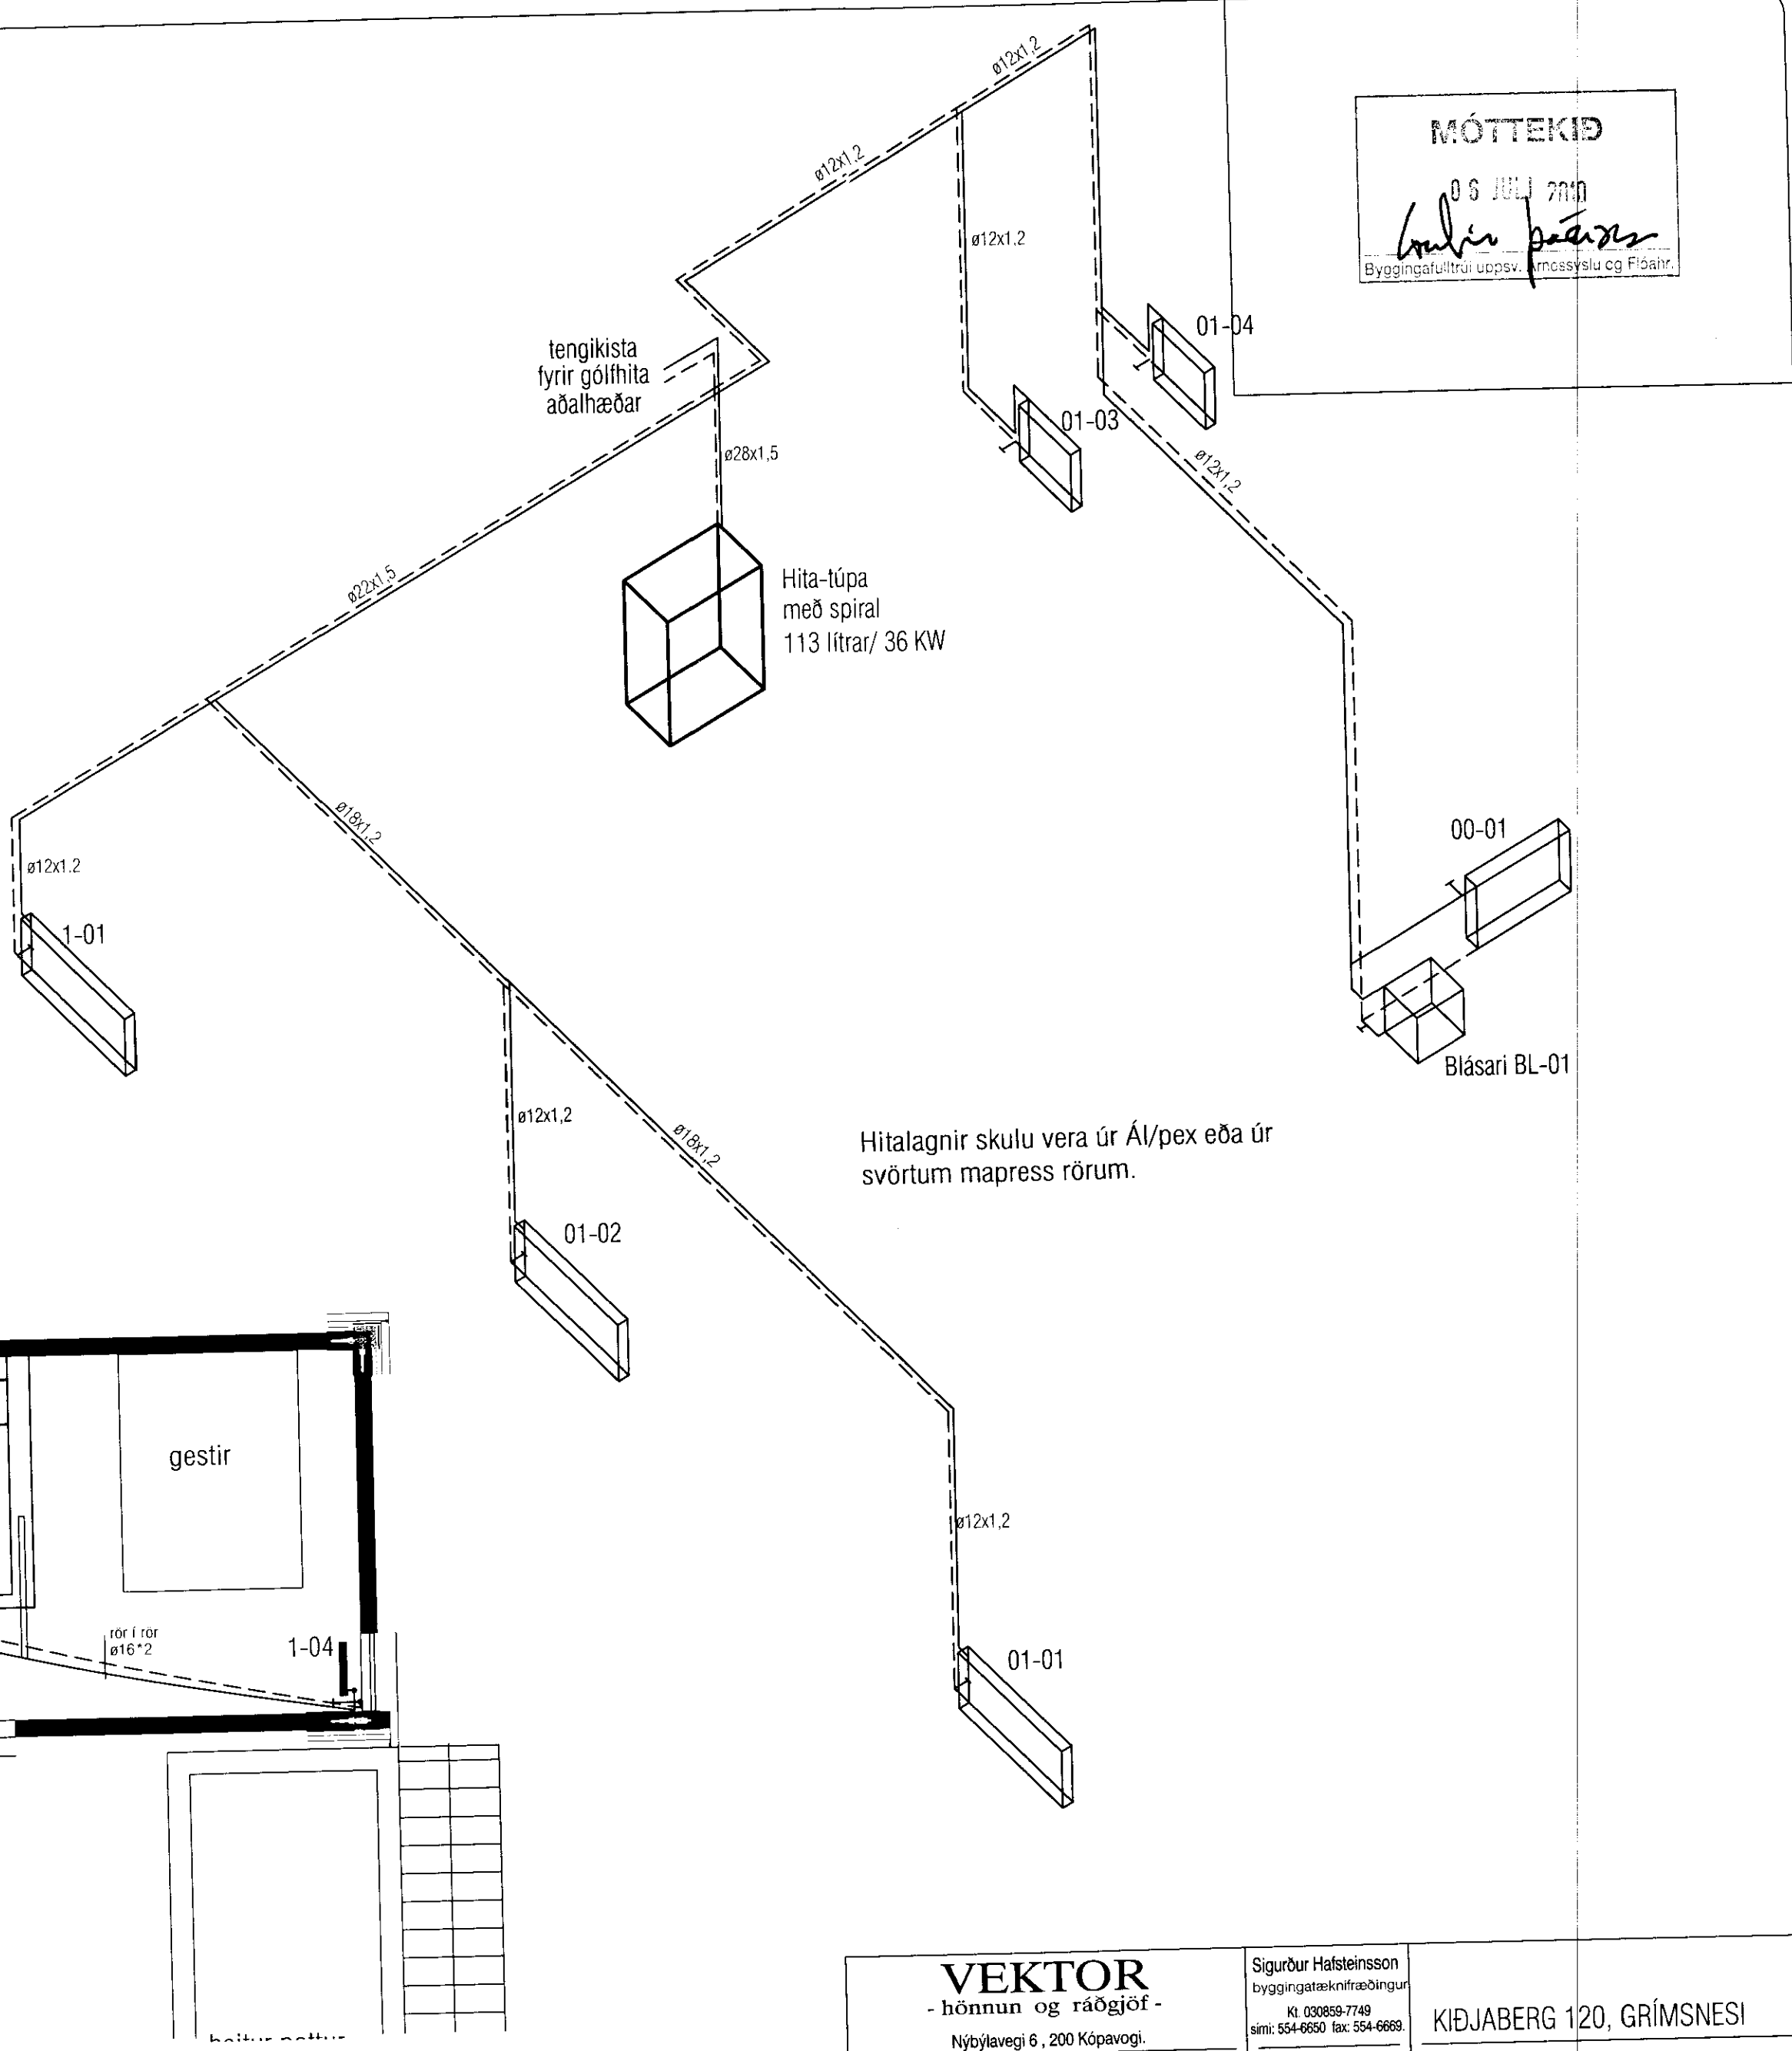 ø12x1,2
ø12x1,2
MÓTTEKIÐ
06 JÚLÍ 2010
Byggingafulltrúi uppsv. Árnessýslu og Flóahr.
ø12x1,2
01-04
tengikista
fyrir gólfhita
aðalhæðar
01-03
ø28x1,5
ø12x1,2
Hita-túpa
með spiral
113 lítrar/ 36 KW
ø22x1,5
ø18x1,2
00-01
ø12x1.2
1-01
Blásari BL-01
ø12x1,2
ø18x1,2
Hitalagnir skulu vera úr Ál/pex eða úr
svörtum mapress rörum.
01-02
gestir
ø12x1,2
rör í rör
ø16*2
1-04
01-01
VEKTOR
- hönnun og ráðgjöf -
Nýbýlavegi 6 , 200 Kópavogi.
Sigurður Hafsteinsson
byggingatæknifræðingur
Kt. 030859-7749
sími: 554-6650 fax: 554-6669.
KIÐJABERG 120, GRÍMSNESI
heitur pottur